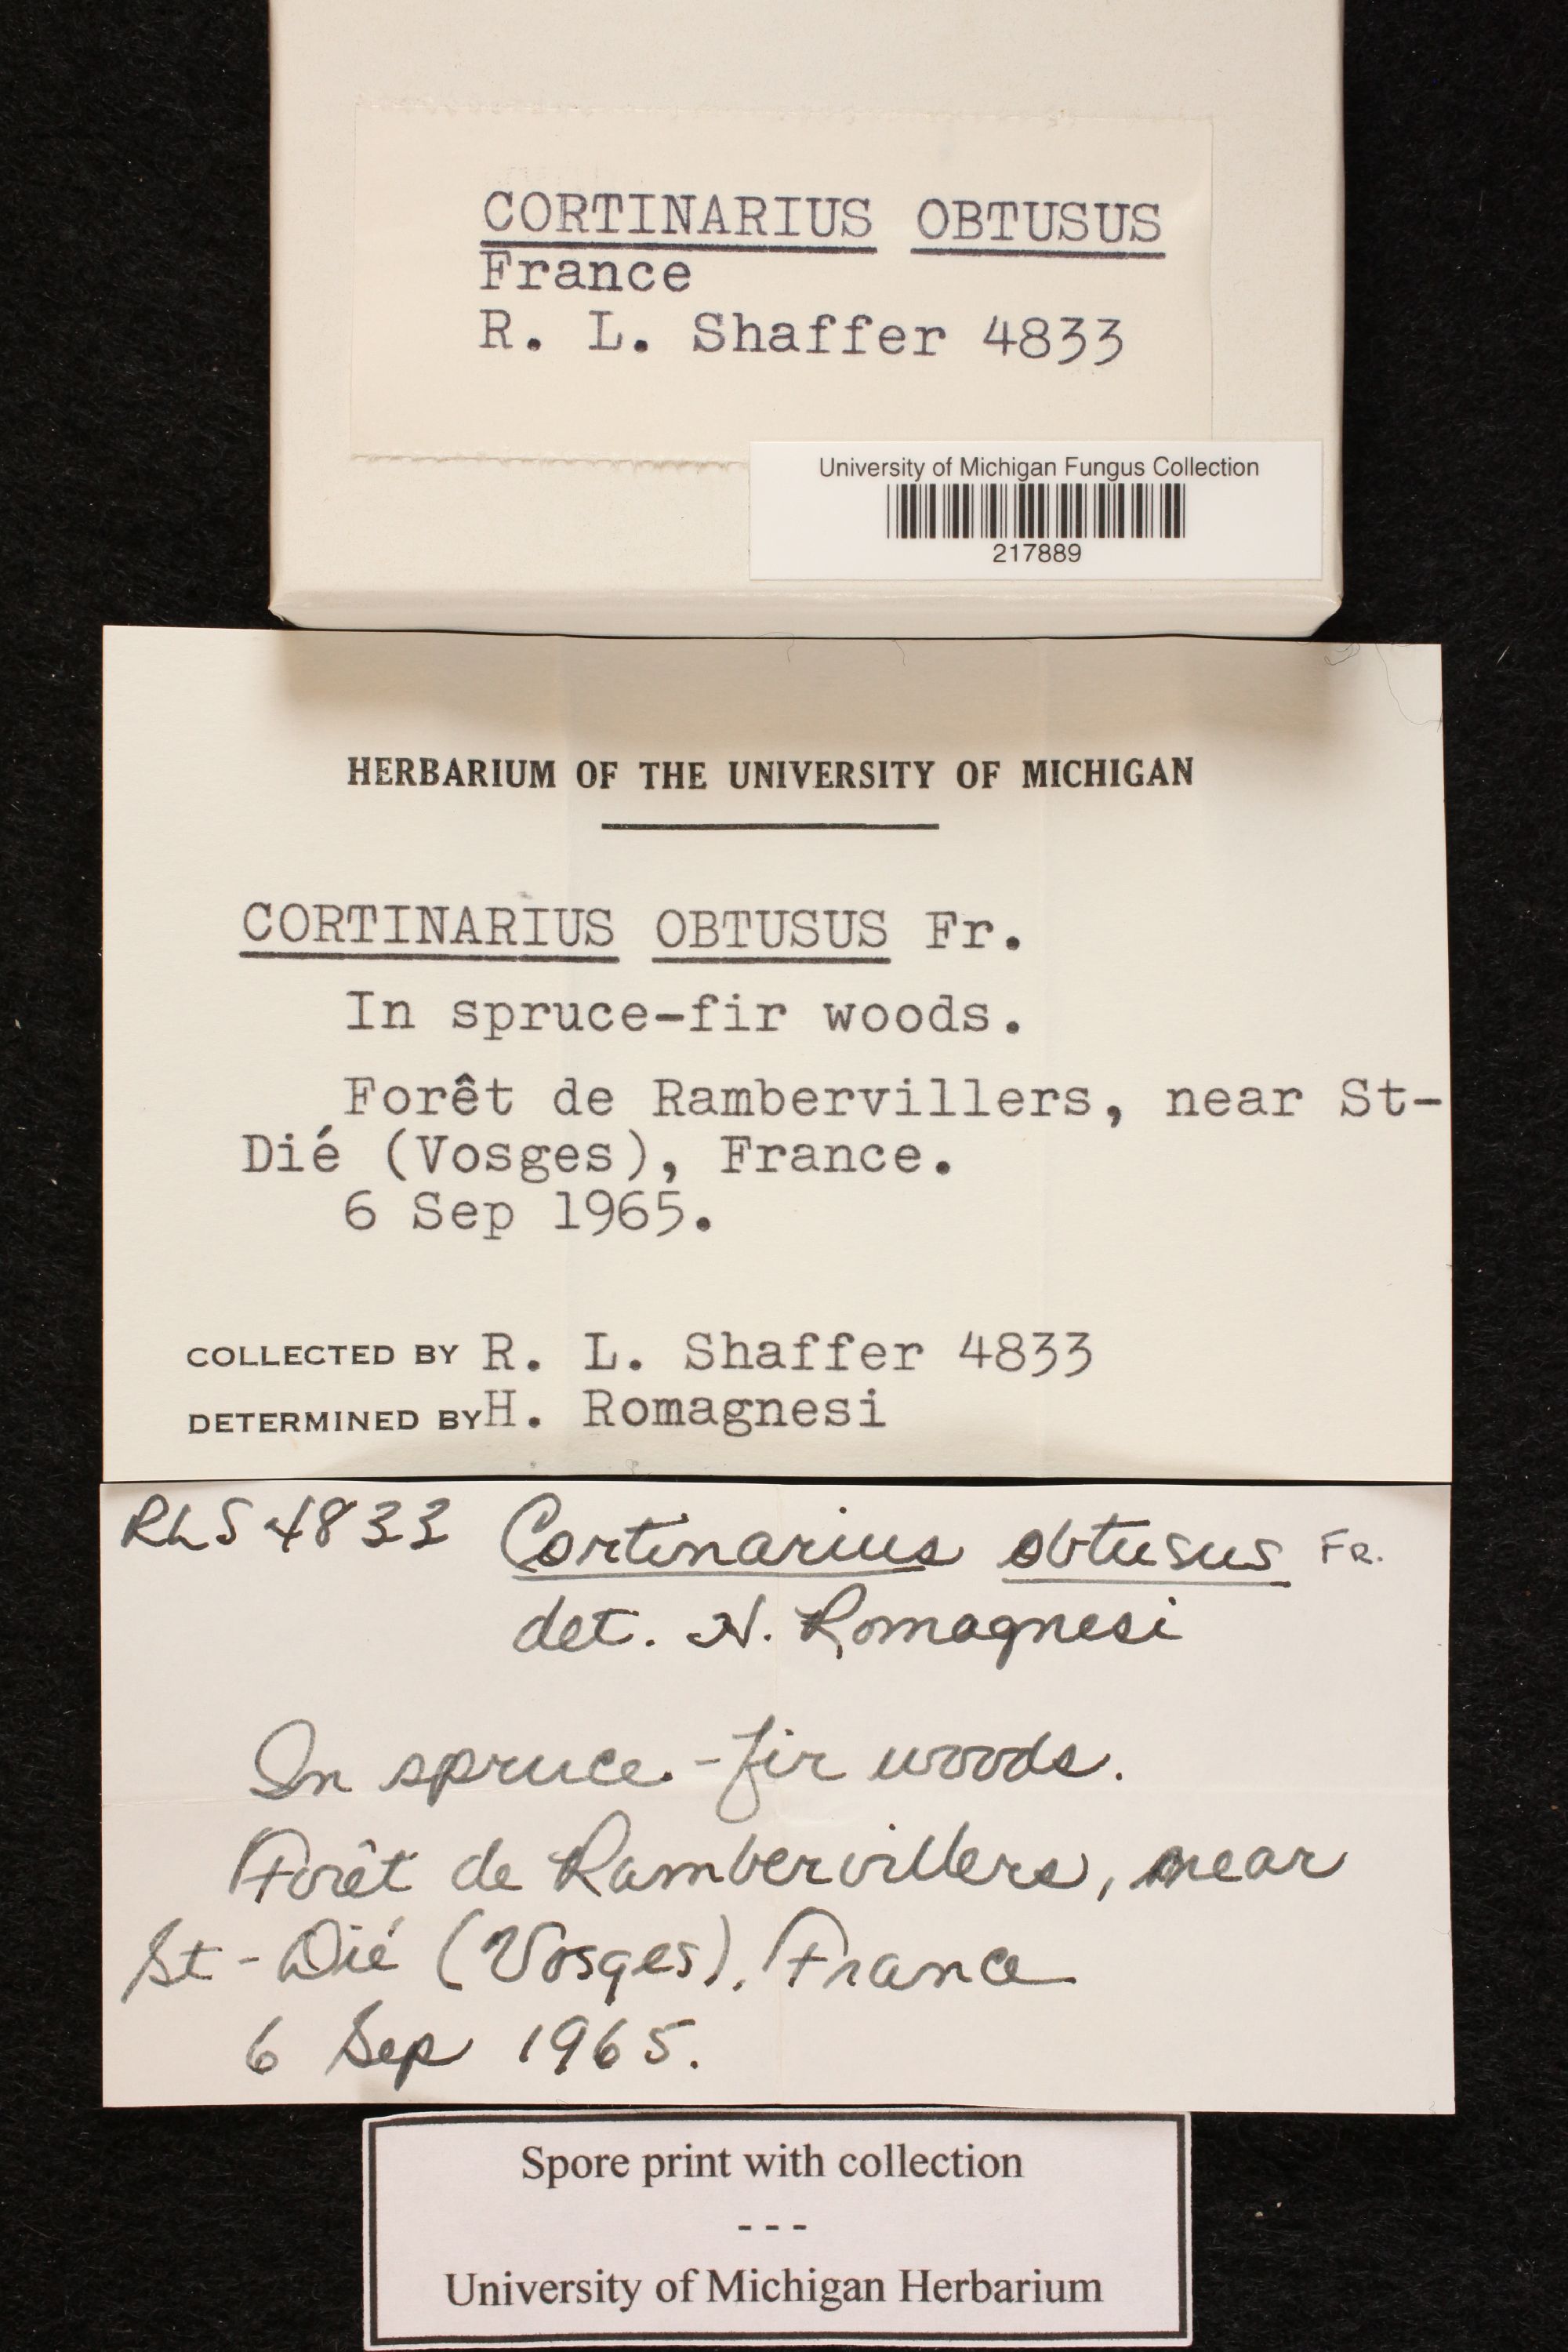 CORTINARIUS OBTUSUS
France
R. L. Shaffer 4833
University of Michigan Fungus Collection
217889
HERBARIUM OF THE UNIVERSITY OF MICHIGAN
CORTINARIUS OBTUSUS Fr.
In spruce-fir woods.
Forêt de Rambervillers, near St-
Dié (Vosges), France.
6 Sep 1965.
COLLECTED BY R. L. Shaffer 4833
DETERMINED BY H. Romagnesi
RLS 4833 Cortinarius obtusus FR.
det. H. Romagnesi
In spruce-fir woods.
Forêt de Rambervillers, near
St-Dié (Vosges), France
6 Sep 1965.
Spore print with collection
---
University of Michigan Herbarium